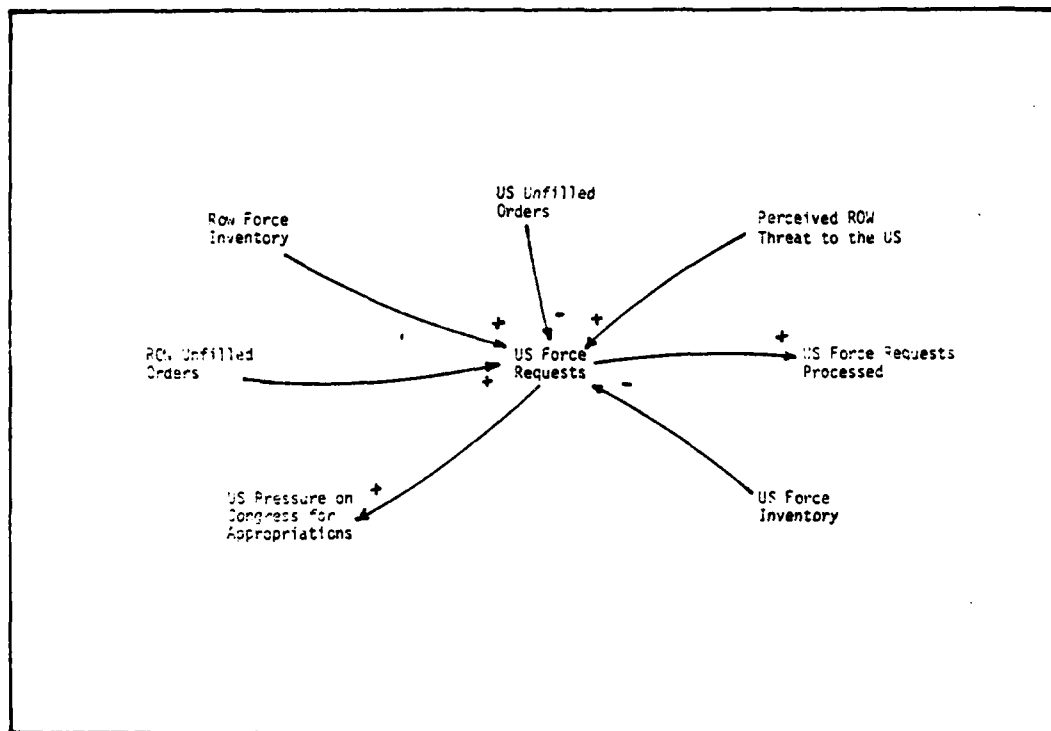 US Unfilled
Orders
Row Force
Inventory
Perceived ROW
Threat to the US
+
-
+
+
ROW Unfilled
Orders
US Force
Requests
US Force Requests
Processed
+
-
US Pressure on
Congress for
Appropriations
+
US Force
Inventory